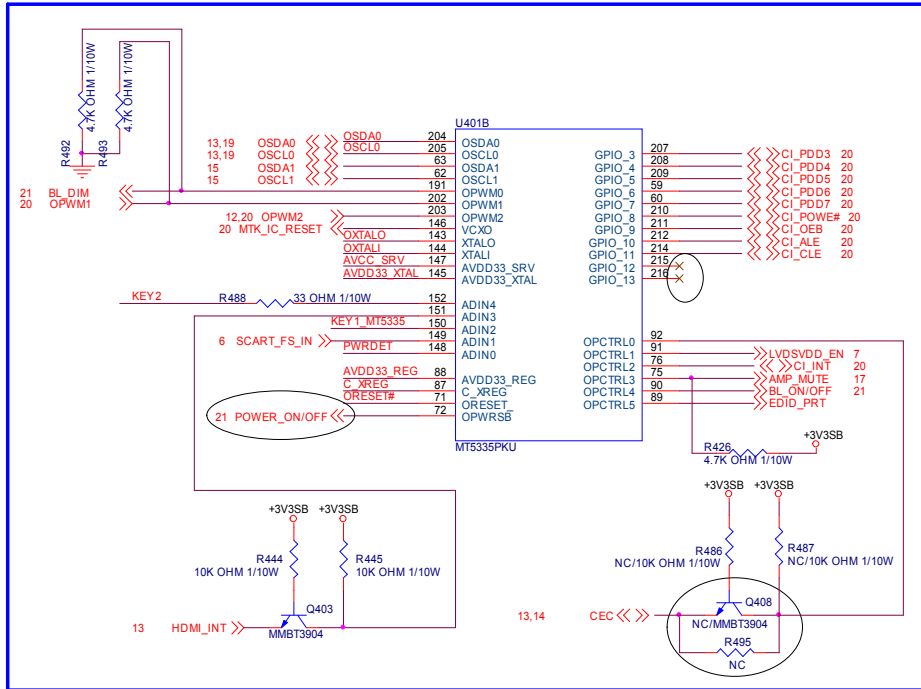 R492
4.7K OHM 1/10W
R493
4.7K OHM 1/10W
21 BL_DIM
20 OPWM1
U401B
13,19 OSDA0 OSDA0 204 OSDA0
13,19 OSCL0 OSCL0 205 OSCL0
15 OSDA1 63 OSDA1
15 OSCL1 62 OSCL1
191 OPWM0
202 OPWM1
12,20 OPWM2 203 OPWM2
20 MTK_IC_RESET 146 VCXO
OXTALO 143 XTALO
OXTALI 144 XTALI
AVCC_SRV 147 AVDD33_SRV
AVDD33_XTAL 145 AVDD33_XTAL
KEY2 R488 33 OHM 1/10W 152 ADIN4
151 ADIN3
KEY1_MT5335 150 ADIN2
6 SCART_FS_IN 149 ADIN1
PWRDET 148 ADIN0
AVDD33_REG 88 AVDD33_REG
C_XREG 87 C_XREG
ORESET# 71 ORESET_
21 POWER_ON/OFF 72 OPWRSB
MT5335PKU
GPIO_3 207 CI_PDD3 20
GPIO_4 208 CI_PDD4 20
GPIO_5 209 CI_PDD5 20
GPIO_6 59 CI_PDD6 20
GPIO_7 60 CI_PDD7 20
GPIO_8 210 CI_POWE# 20
GPIO_9 211 CI_OEB 20
GPIO_10 212 CI_ALE 20
GPIO_11 214 CI_CLE 20
GPIO_12 215
GPIO_13 216
OPCTRL0 92
OPCTRL1 91 LVDSVDD_EN 7
OPCTRL2 76 CI_INT 20
OPCTRL3 75 AMP_MUTE 17
OPCTRL4 90 BL_ON/OFF 21
OPCTRL5 89 EDID_PRT
R426
4.7K OHM 1/10W
+3V3SB
+3V3SB +3V3SB
R444
10K OHM 1/10W
R445
10K OHM 1/10W
Q403
MMBT3904
13 HDMI_INT
+3V3SB +3V3SB
R486
NC/10K OHM 1/10W
R487
NC/10K OHM 1/10W
Q408
NC/MMBT3904
13,14 CEC
R495
NC